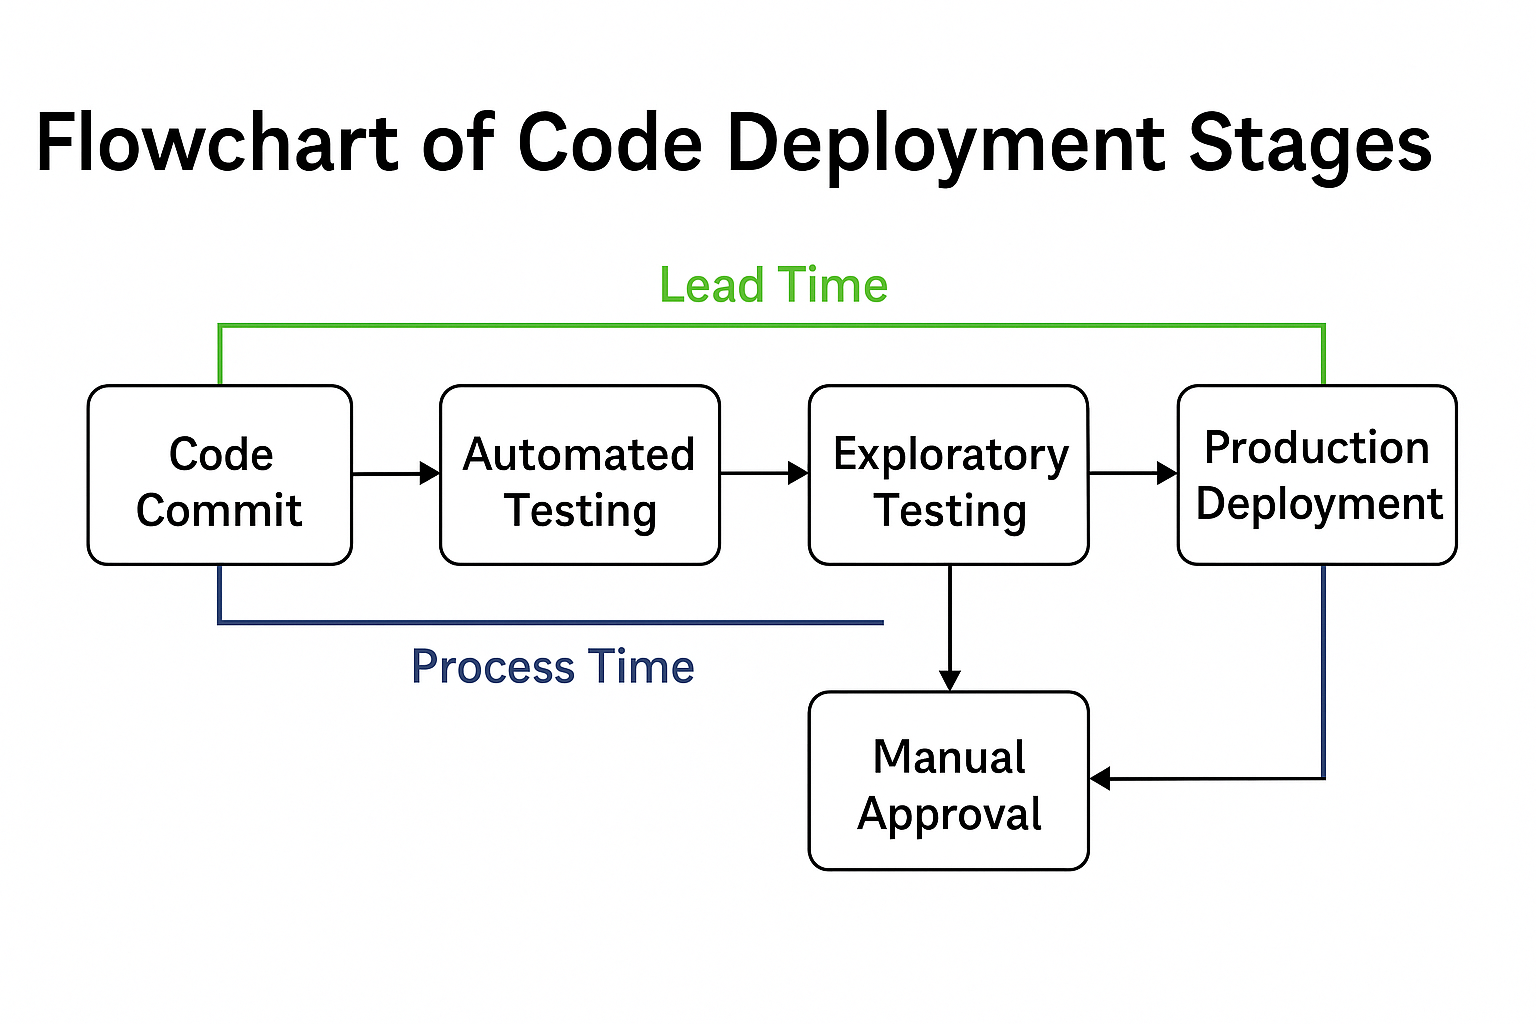 Flowchart of Code Deployment Stages
Lead Time
Code
Commit
Automated
Testing
Exploratory
Testing
Production
Deployment
Process Time
Manual
Approval